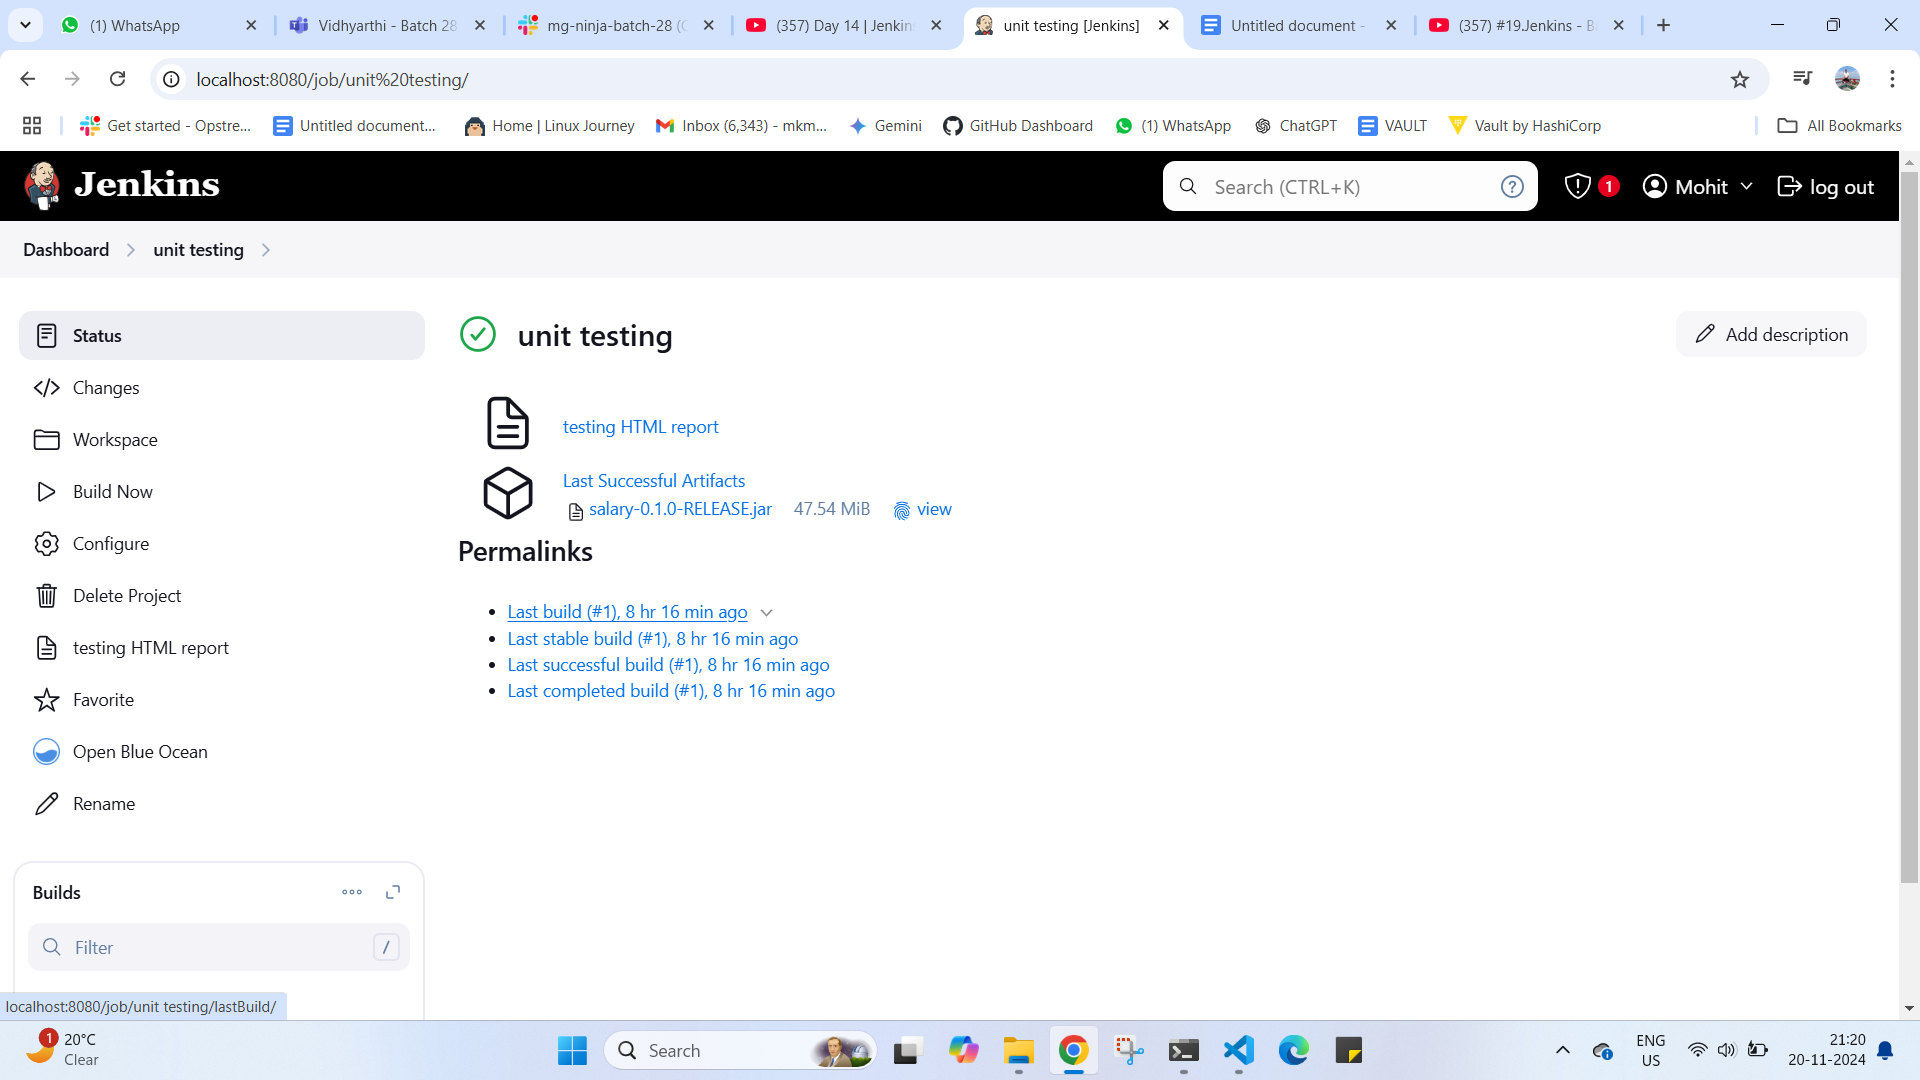 (1) WhatsApp
Vidhyarthi - Batch 28
mg-ninja-batch-28 (C
(357) Day 14 | Jenkins
unit testing [Jenkins]
Untitled document -
(357) #19.Jenkins - B
localhost:8080/job/unit%20testing/
Get started - Opstre...
Untitled document...
Home | Linux Journey
Inbox (6,343) - mkm...
Gemini
GitHub Dashboard
(1) WhatsApp
ChatGPT
VAULT
Vault by HashiCorp
All Bookmarks
Jenkins
Search (CTRL+K)
?
1
Mohit
log out
Dashboard
unit testing
Status
Changes
Workspace
Build Now
Configure
Delete Project
testing HTML report
Favorite
Open Blue Ocean
Rename
Builds
Filter
/
unit testing
Add description
testing HTML report
Last Successful Artifacts
salary-0.1.0-RELEASE.jar 47.54 MiB view
Permalinks
Last build (#1), 8 hr 16 min ago
Last stable build (#1), 8 hr 16 min ago
Last successful build (#1), 8 hr 16 min ago
Last completed build (#1), 8 hr 16 min ago
localhost:8080/job/unit testing/lastBuild/
1
20°C
Clear
Search
ENG
US
21:20
20-11-2024